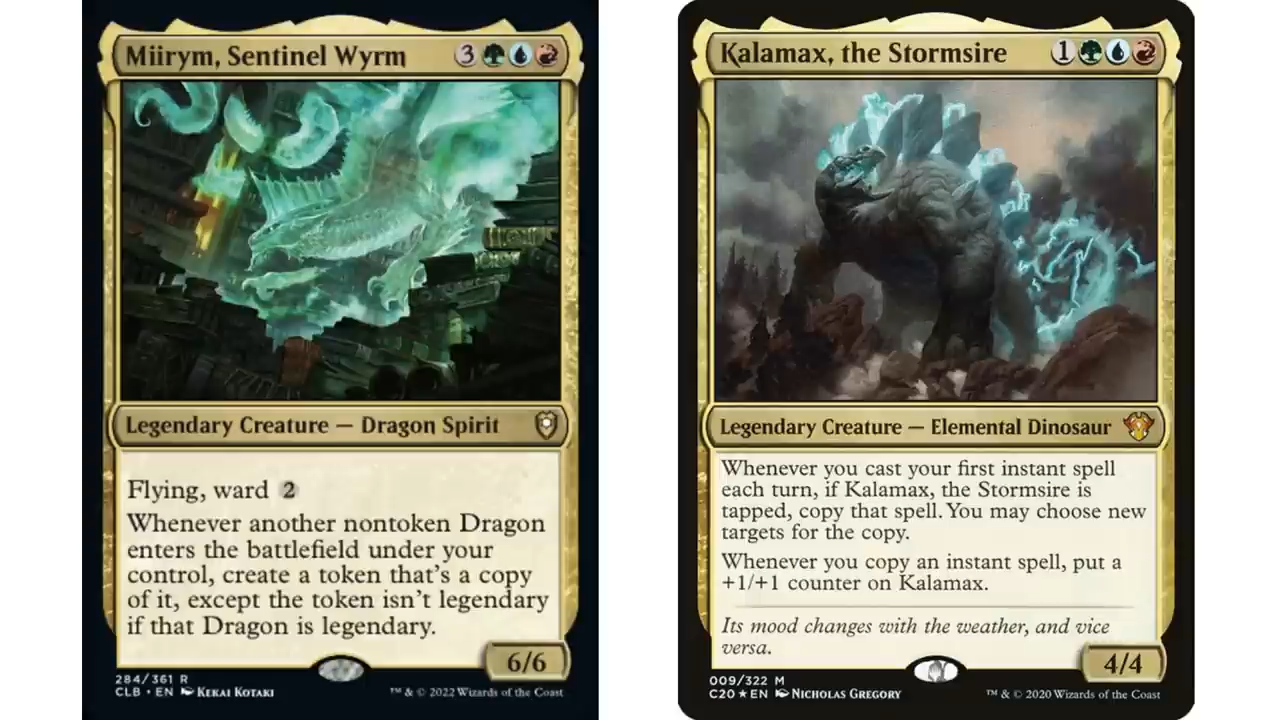 Miirym, Sentinel Wyrm 3
Legendary Creature — Dragon Spirit
Flying, ward 2
Whenever another nontoken Dragon
enters the battlefield under your
control, create a token that's a copy
of it, except the token isn't legendary
if that Dragon is legendary.
6/6
284/361 R
CLB • EN Kekai Kotaki
™ & © 2022 Wizards of the Coast
Kalamax, the Stormsire 1
Legendary Creature — Elemental Dinosaur
Whenever you cast your first instant spell
each turn, if Kalamax, the Stormsire is
tapped, copy that spell. You may choose new
targets for the copy.
Whenever you copy an instant spell, put a
+1/+1 counter on Kalamax.
Its mood changes with the weather, and vice
versa.
4/4
009/322 M
C20 ★ EN Nicholas Gregory
™ & © 2020 Wizards of the Coast